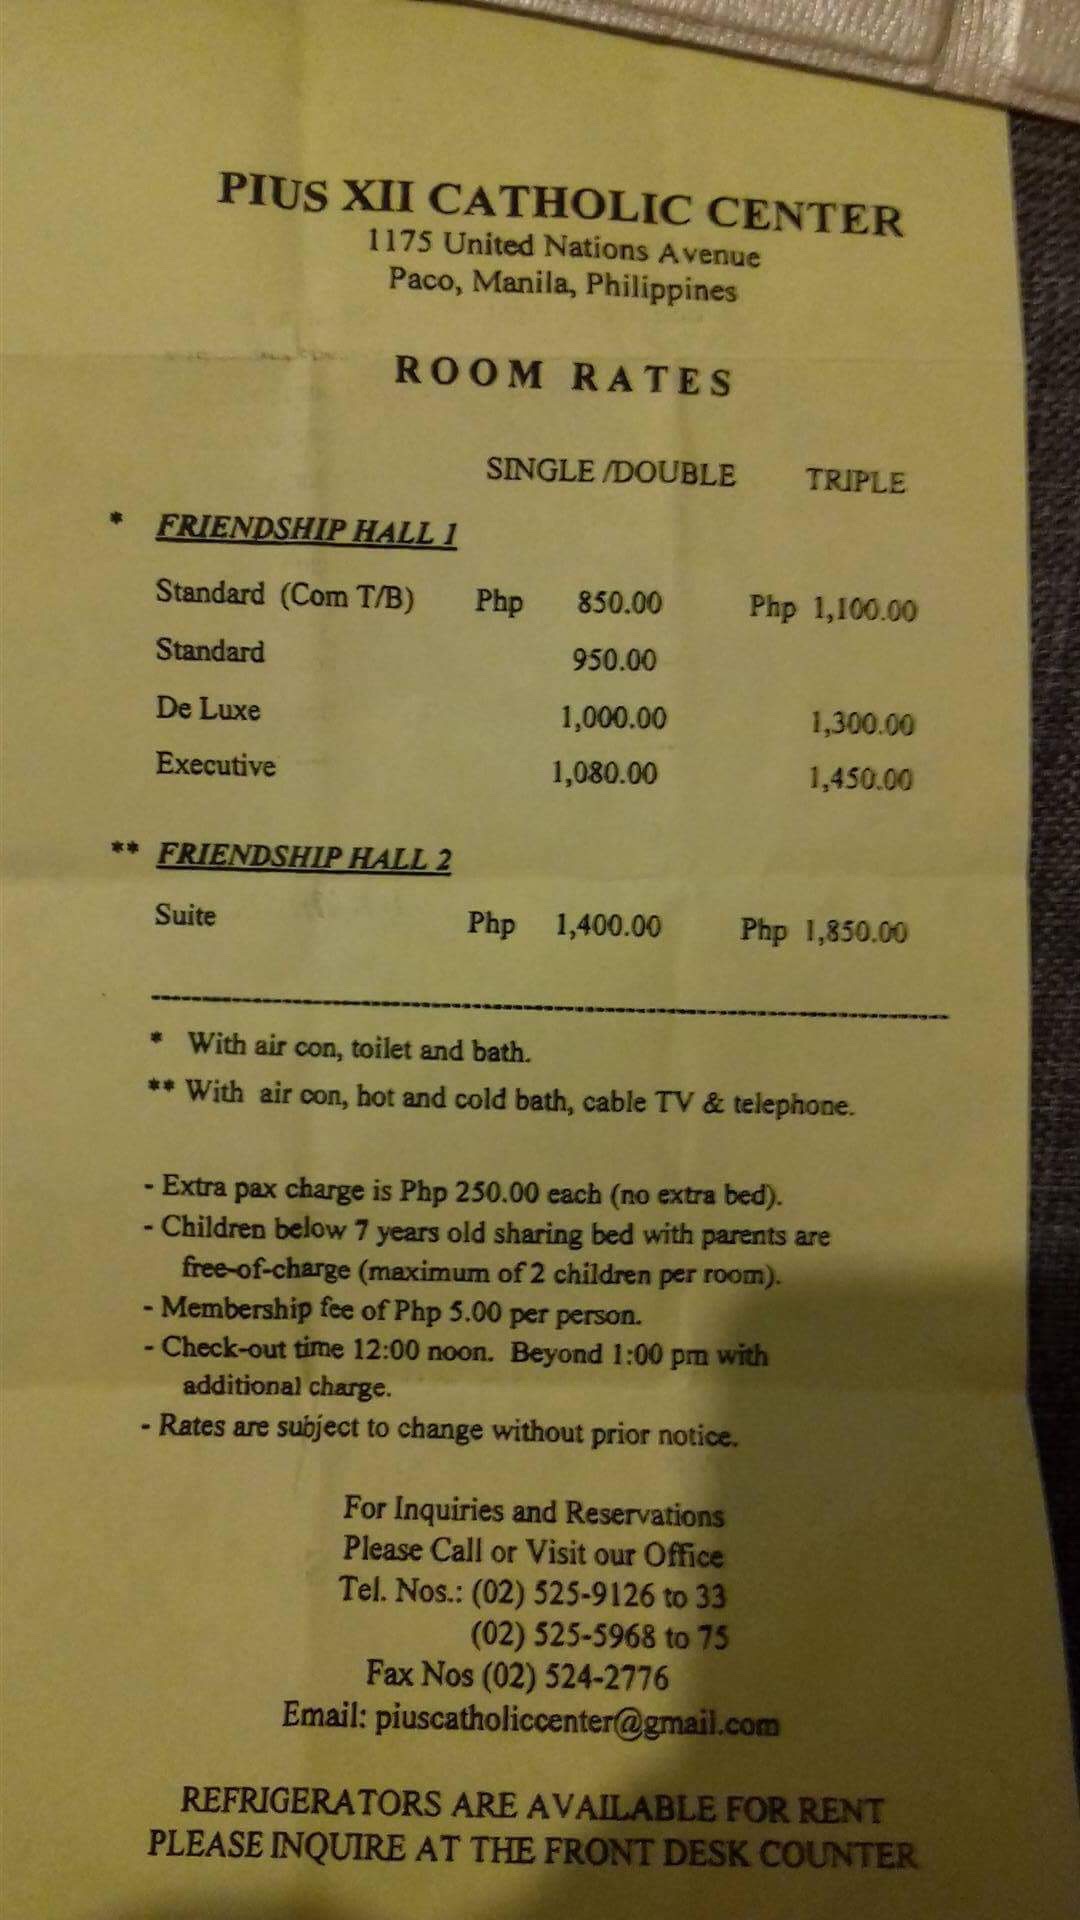 PIUS XII CATHOLIC CENTER
1175 United Nations Avenue
Paco, Manila, Philippines
ROOM RATES
SINGLE /DOUBLE TRIPLE
* FRIENDSHIP HALL 1
Standard (Com T/B) Php 850.00 Php 1,100.00
Standard 950.00
De Luxe 1,000.00 1,300.00
Executive 1,080.00 1,450.00
** FRIENDSHIP HALL 2
Suite Php 1,400.00 Php 1,850.00
* With air con, toilet and bath.
** With air con, hot and cold bath, cable TV & telephone.
- Extra pax charge is Php 250.00 each (no extra bed).
- Children below 7 years old sharing bed with parents are
free-of-charge (maximum of 2 children per room).
- Membership fee of Php 5.00 per person.
- Check-out time 12:00 noon. Beyond 1:00 pm with
additional charge.
- Rates are subject to change without prior notice.
For Inquiries and Reservations
Please Call or Visit our Office
Tel. Nos.: (02) 525-9126 to 33
(02) 525-5968 to 75
Fax Nos (02) 524-2776
Email: piuscatholiccenter@gmail.com
REFRIGERATORS ARE AVAILABLE FOR RENT
PLEASE INQUIRE AT THE FRONT DESK COUNTER